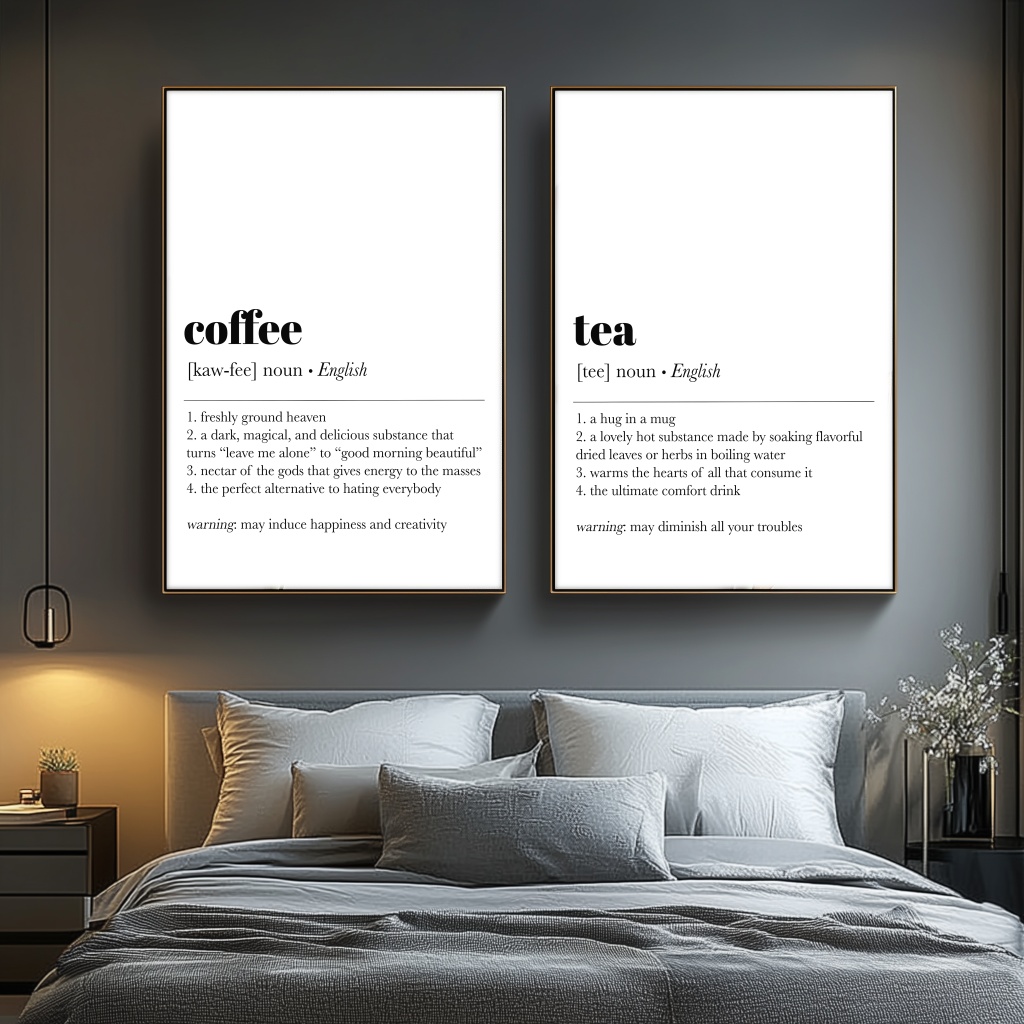 coffee
[kaw-fee] noun • English
1. freshly ground heaven
2. a dark, magical, and delicious substance that
turns “leave me alone” to “good morning beautiful”
3. nectar of the gods that gives energy to the masses
4. the perfect alternative to hating everybody
warning: may induce happiness and creativity
tea
[tee] noun • English
1. a hug in a mug
2. a lovely hot substance made by soaking flavorful
dried leaves or herbs in boiling water
3. warms the hearts of all that consume it
4. the ultimate comfort drink
warning: may diminish all your troubles